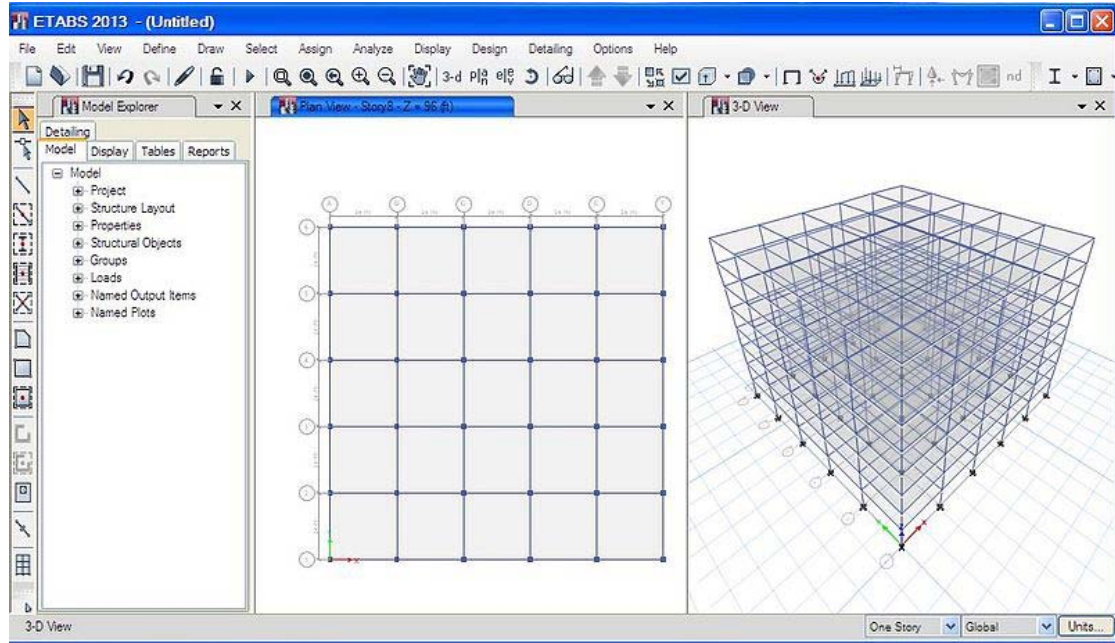 ETABS 2013 - (Untitled)
File Edit View Define Draw Select Assign Analyze Display Design Detailing Options Help
3-d nd
Model Explorer
Plan View - Story8 - Z = 96 (ft)
3-D View
Detailing
Model Display Tables Reports
Model
Project
Structure Layout
Properties
Structural Objects
Groups
Loads
Named Output Items
Named Plots
3-D View One Story Global Units...